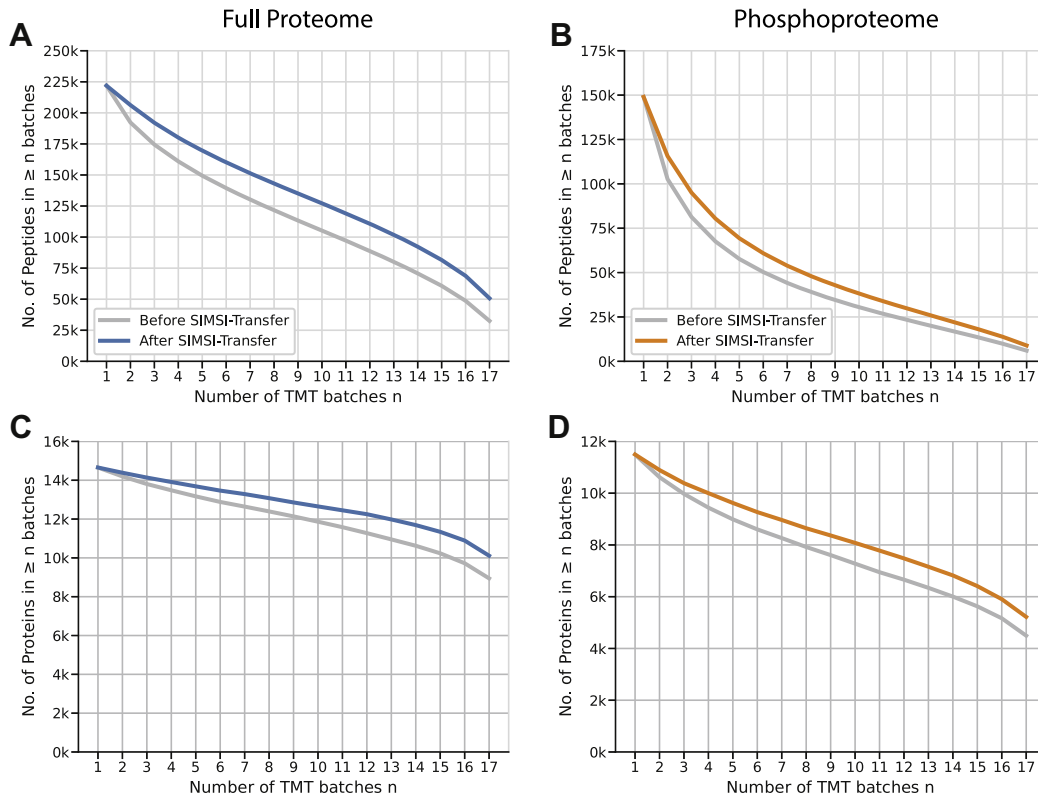 Full Proteome
Phosphoproteome
A
No. of Peptides in ≥ n batches
250k
225k
200k
175k
150k
125k
100k
75k
50k
25k
0k
Before SIMSI-Transfer
After SIMSI-Transfer
1 2 3 4 5 6 7 8 9 10 11 12 13 14 15 16 17
Number of TMT batches n
B
No. of Peptides in ≥ n batches
175k
150k
125k
100k
75k
50k
25k
0k
Before SIMSI-Transfer
After SIMSI-Transfer
1 2 3 4 5 6 7 8 9 10 11 12 13 14 15 16 17
Number of TMT batches n
C
No. of Proteins in ≥ n batches
16k
14k
12k
10k
8k
6k
4k
2k
0k
1 2 3 4 5 6 7 8 9 10 11 12 13 14 15 16 17
Number of TMT batches n
D
No. of Proteins in ≥ n batches
12k
10k
8k
6k
4k
2k
0k
1 2 3 4 5 6 7 8 9 10 11 12 13 14 15 16 17
Number of TMT batches n